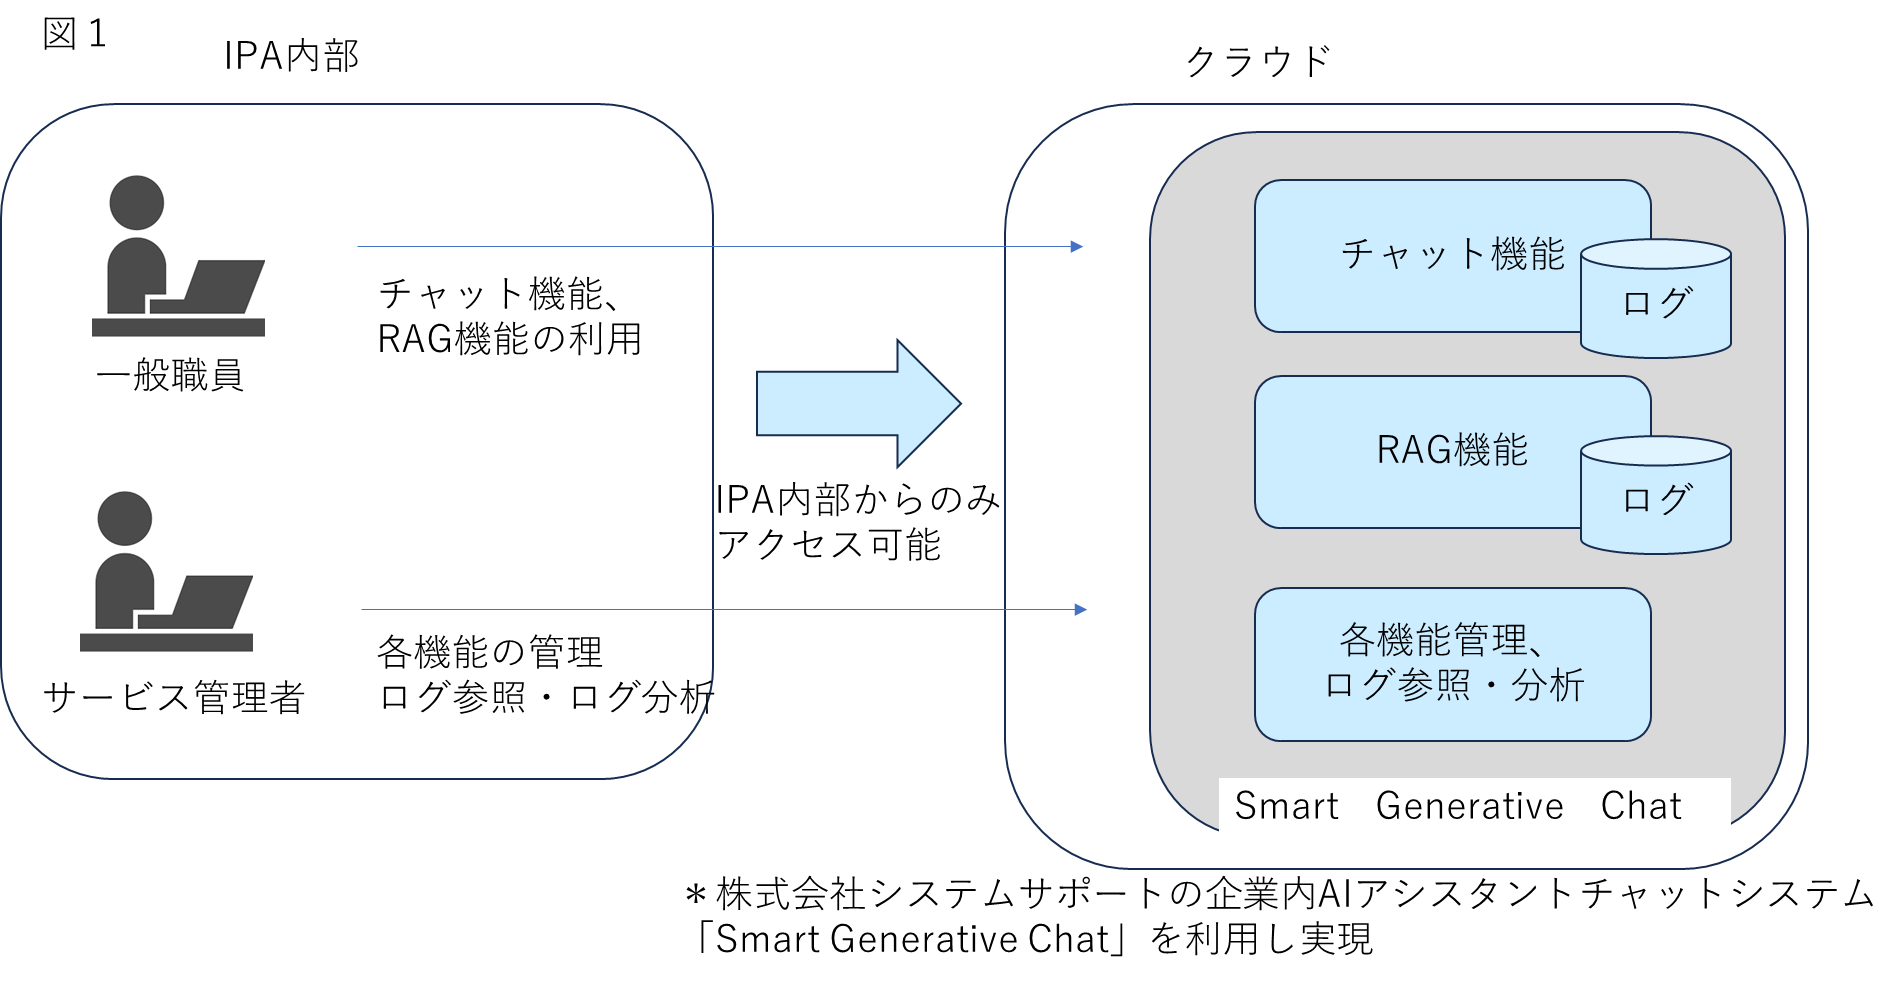 図１
IPA内部
クラウド
チャット機能、
RAG機能の利用
一般職員
IPA内部からのみ
アクセス可能
各機能の管理
ログ参照・ログ分析
サービス管理者
チャット機能
ログ
RAG機能
ログ
各機能管理、
ログ参照・分析
Smart　Generative　Chat
＊株式会社システムサポートの企業内AIアシスタントチャットシステム
「Smart Generative Chat」を利用し実現